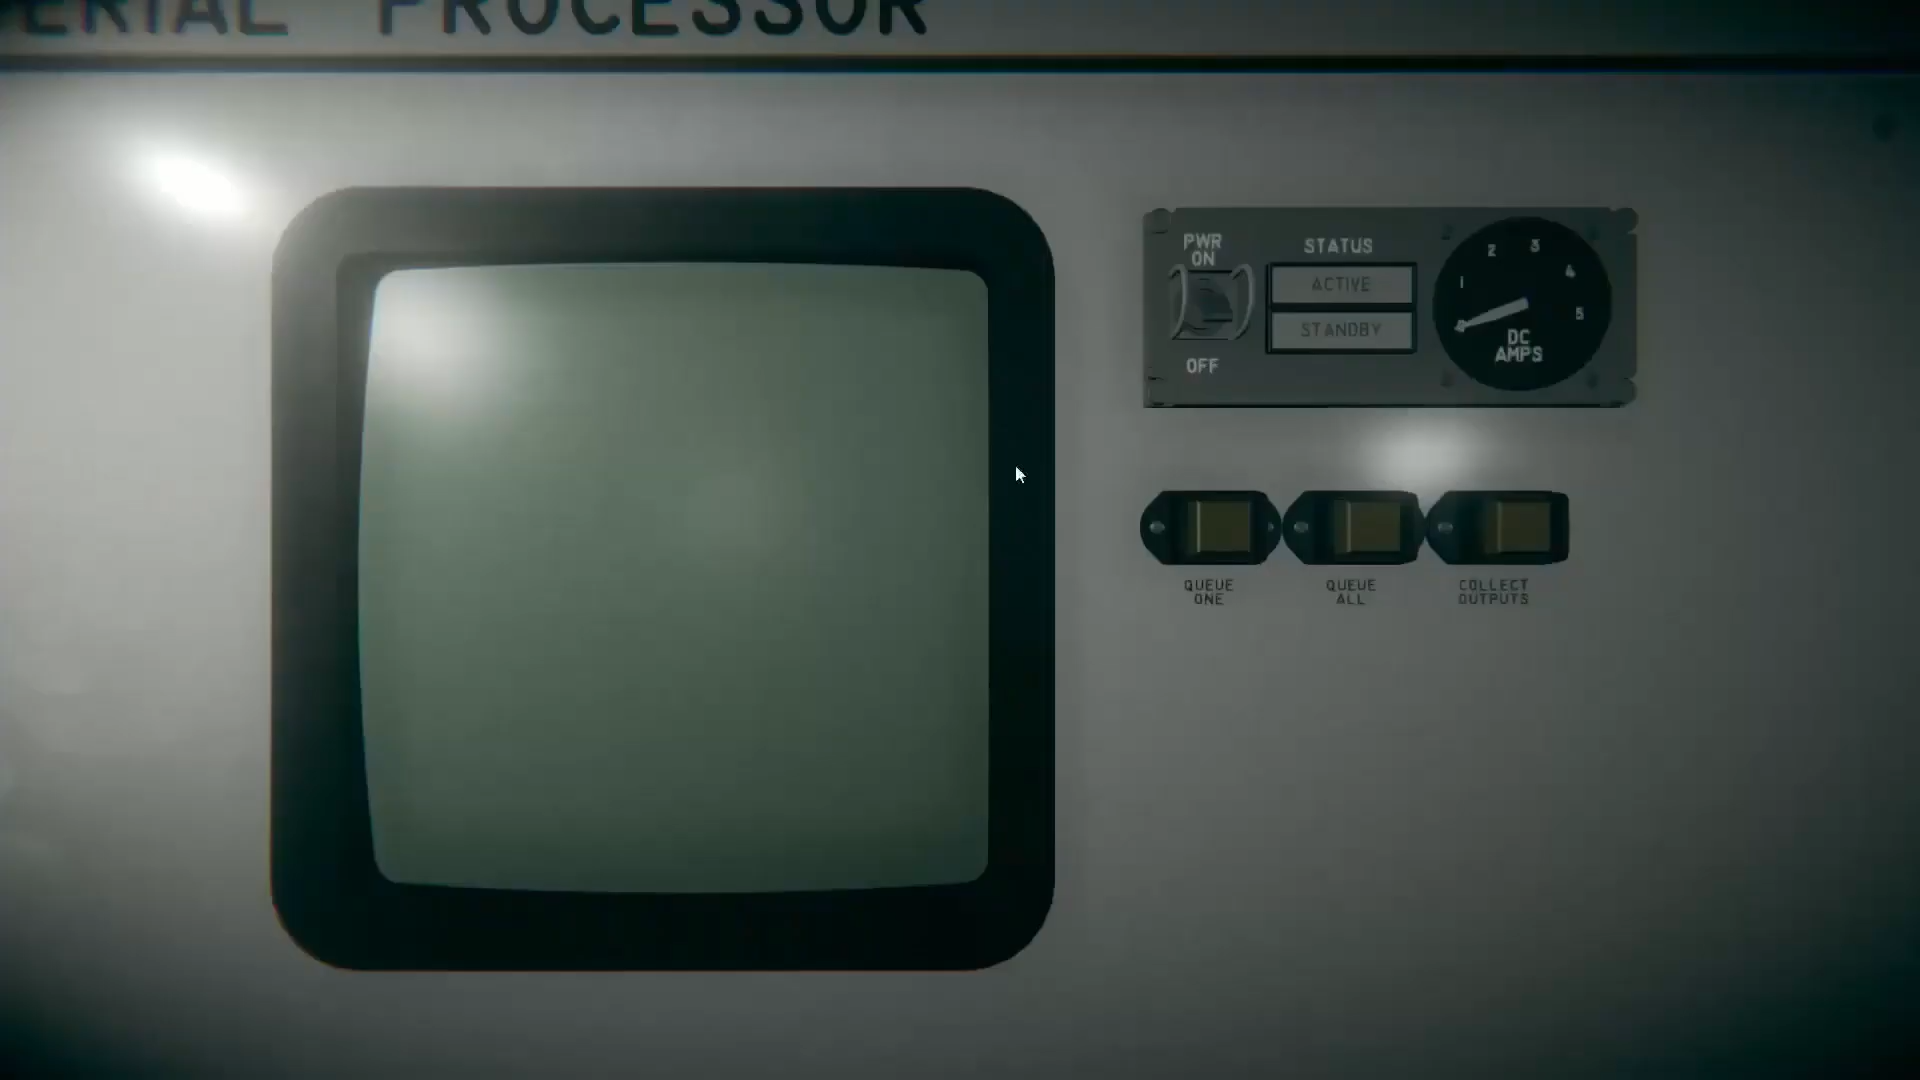 ERIAL PROCESSOR
PWR
ON
OFF
STATUS
ACTIVE
STANDBY
1
2
3
4
5
DC
AMPS
QUEUE
ONE
QUEUE
ALL
COLLECT
OUTPUTS